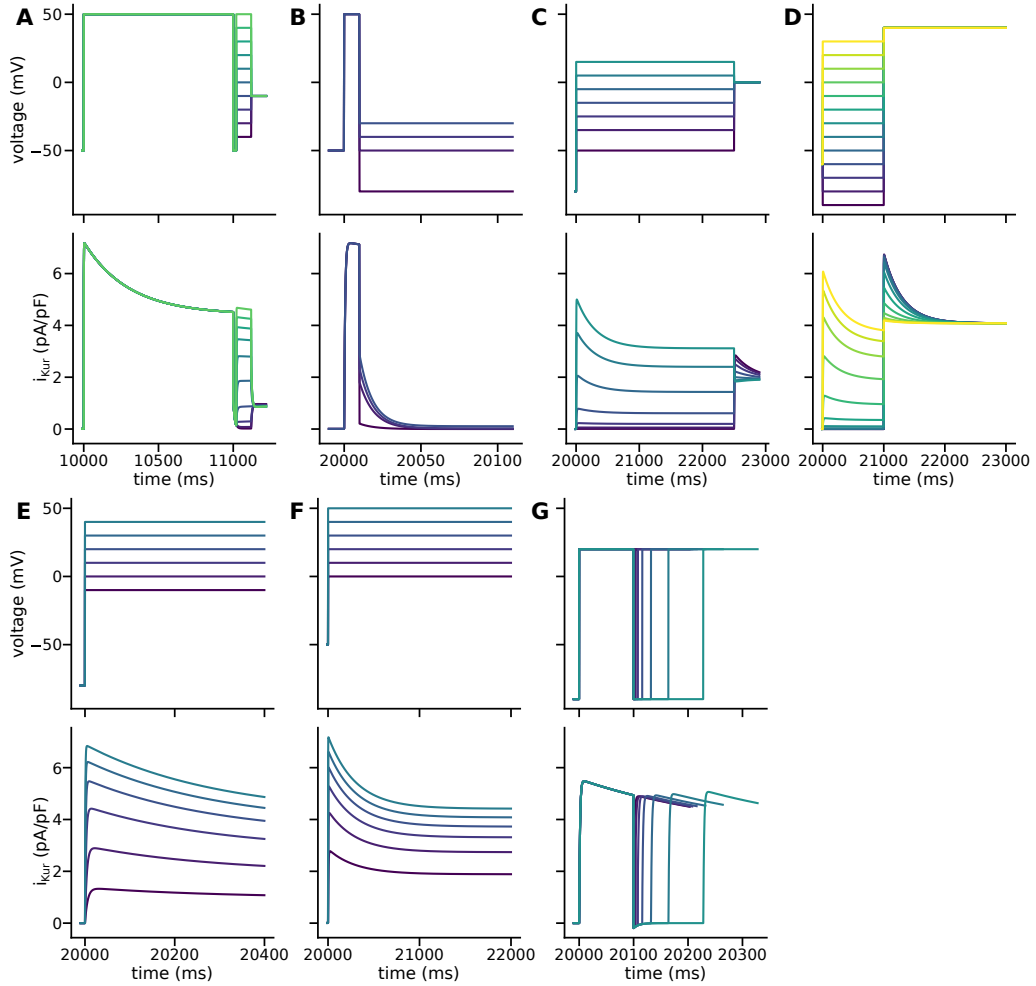 A B C D
50
0
−50
voltage (mV)
6
4
2
0
i_Kur (pA/pF)
10000 10500 11000
20000 20050 20100
20000 21000 22000 23000
20000 21000 22000 23000
time (ms) time (ms) time (ms) time (ms)
E F G
50
0
−50
voltage (mV)
6
4
2
0
i_Kur (pA/pF)
20000 20200 20400
20000 21000 22000
20000 20100 20200 20300
time (ms) time (ms) time (ms)